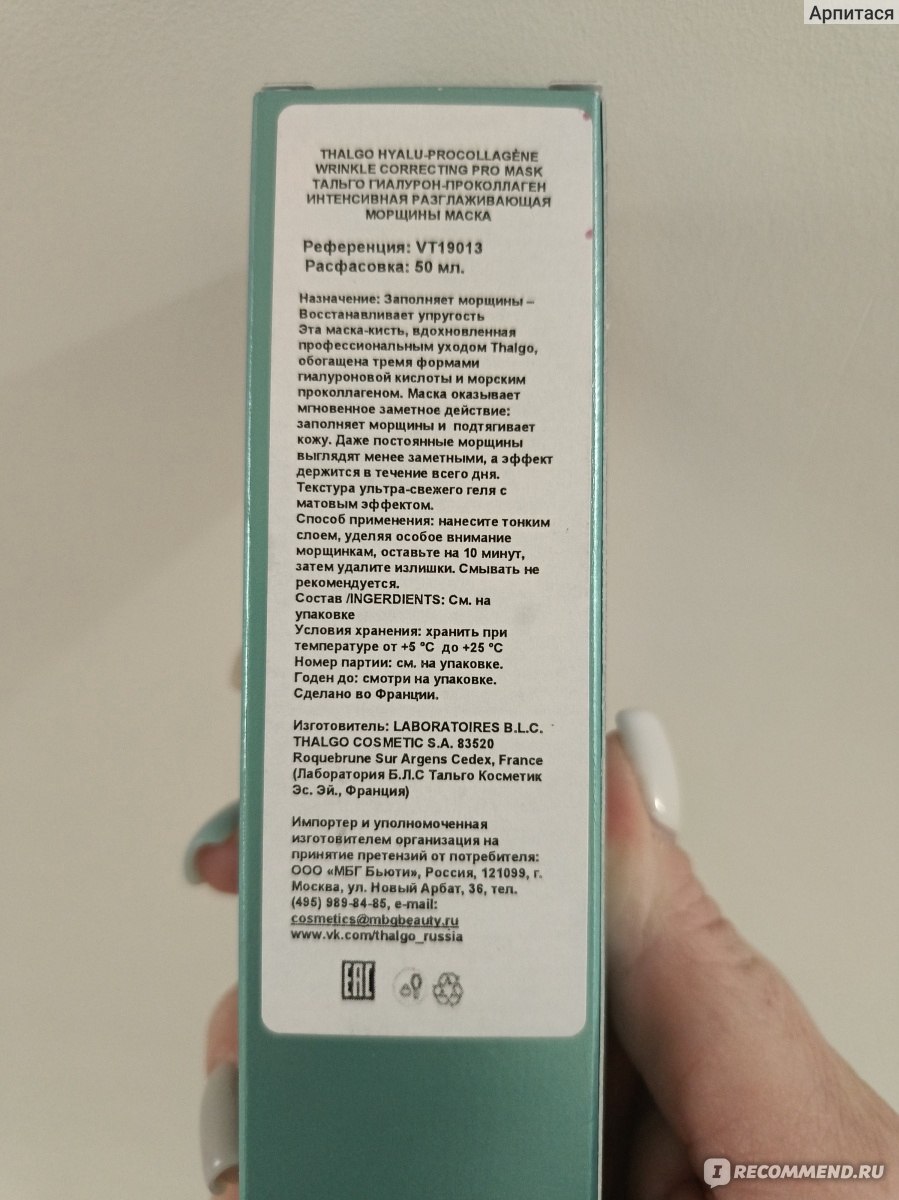 Арпитася
THALGO HYALU-PROCOLLAGÈNE
WRINKLE CORRECTING PRO MASK
ТАЛЬГО ГИАЛУРОН-ПРОКОЛЛАГЕН
ИНТЕНСИВНАЯ РАЗГЛАЖИВАЮЩАЯ
МОРЩИНЫ МАСКА
Референция: VT19013
Расфасовка: 50 мл.
Назначение: Заполняет морщины –
Восстанавливает упругость
Эта маска-кисть, вдохновленная
профессиональным уходом Thalgo,
обогащена тремя формами
гиалуроновой кислоты и морским
проколлагеном. Маска оказывает
мгновенное заметное действие:
заполняет морщины и подтягивает
кожу. Даже постоянные морщины
выглядят менее заметными, а эффект
держится в течение всего дня.
Текстура ультра-свежего геля с
матовым эффектом.
Способ применения: нанесите тонким
слоем, уделяя особое внимание
морщинкам, оставьте на 10 минут,
затем удалите излишки. Смывать не
рекомендуется.
Состав /INGERDIENTS: См. на
упаковке
Условия хранения: хранить при
температуре от +5 °C до +25 °C
Номер партии: см. на упаковке.
Годен до: смотри на упаковке.
Сделано во Франции.
Изготовитель: LABORATOIRES B.L.C.
THALGO COSMETIC S.A. 83520
Roquebrune Sur Argens Cedex, France
(Лаборатория Б.Л.С Тальго Косметик
Эс. Эй., Франция)
Импортер и уполномоченная
изготовителем организация на
принятие претензий от потребителя:
ООО «МБГ Бьюти», Россия, 121099, г.
Москва, ул. Новый Арбат, 36, тел.
(495) 989-84-85, e-mail:
cosmetics@mbgbeauty.ru
www.vk.com/thalgo_russia
EAC
IRECOMMEND.RU